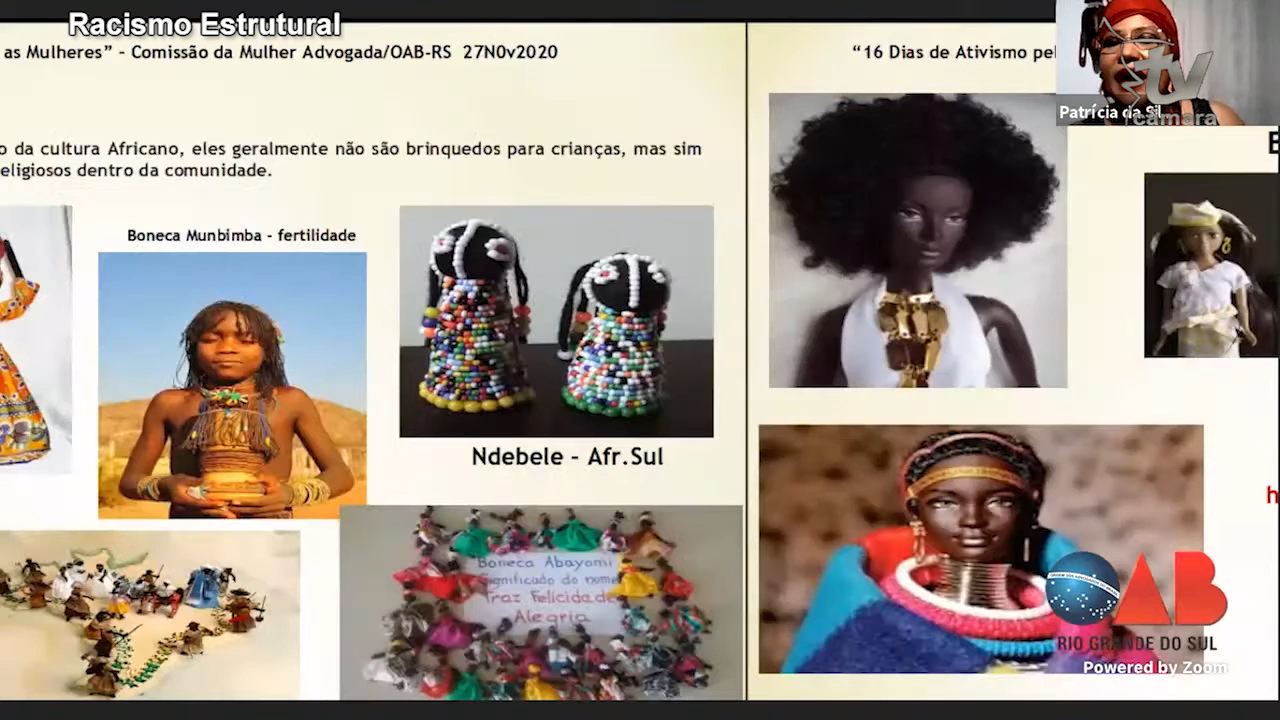 Racismo Estrutural
as Mulheres” - Comissão da Mulher Advogada/OAB-RS 27N0v2020
“16 Dias de Ativismo pel
Patrícia da Sil
tv
câmara
o da cultura Africano, eles geralmente não são brinquedos para crianças, mas sim
eligiosos dentro da comunidade.
Boneca Munbimba - fertilidade
Ndebele - Afr.Sul
Boneca Abayomi
Significado do nome
Traz Felicidade
Alegria
OAB
RIO GRANDE DO SUL
Powered by Zoom